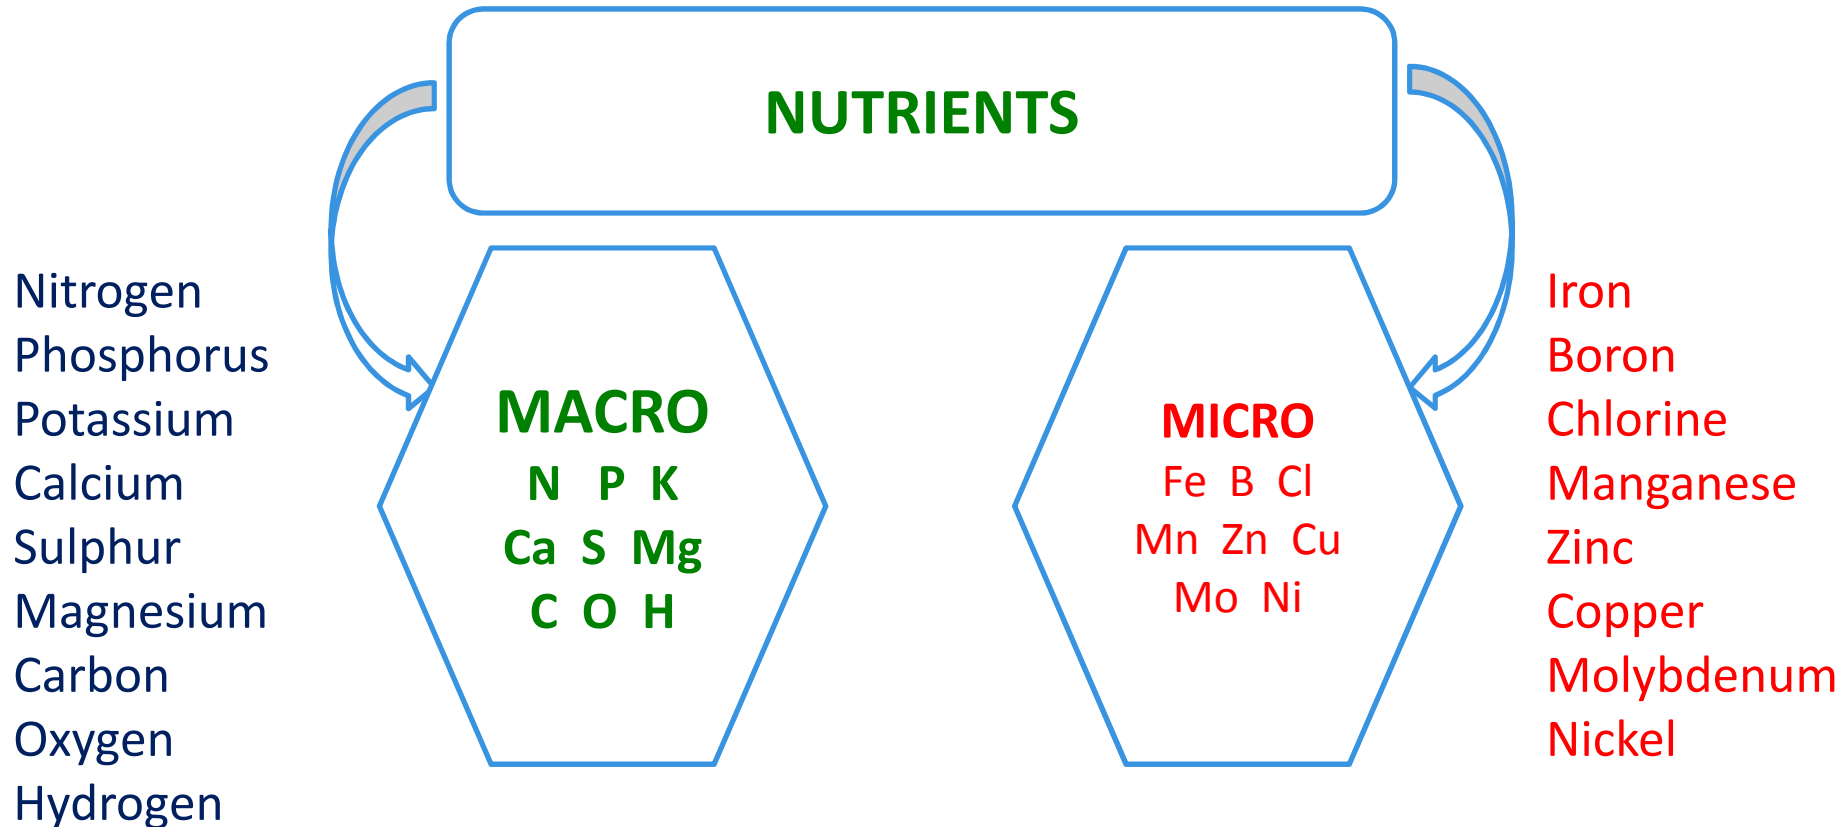 NUTRIENTS
Nitrogen
Phosphorus
Potassium
Calcium
Sulphur
Magnesium
Carbon
Oxygen
Hydrogen
MACRO
N P K
Ca S Mg
C O H
MICRO
Fe B Cl
Mn Zn Cu
Mo Ni
Iron
Boron
Chlorine
Manganese
Zinc
Copper
Molybdenum
Nickel